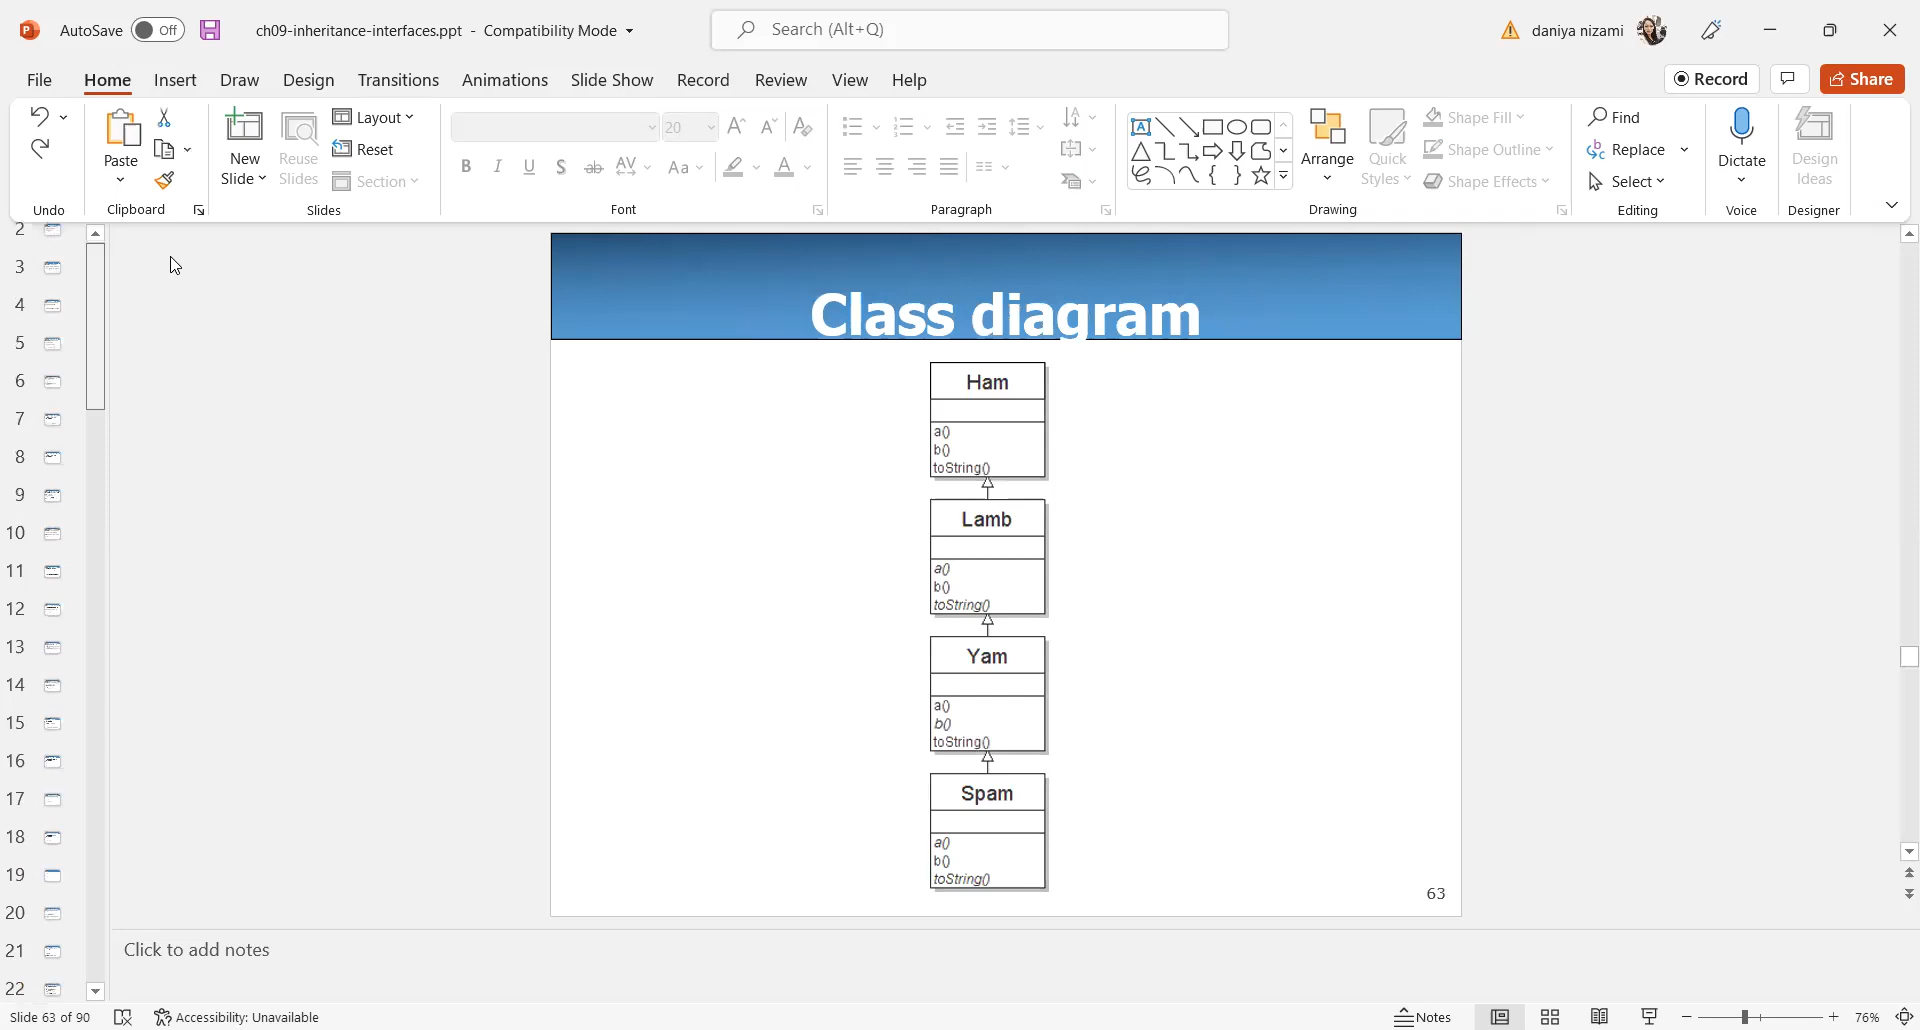 AutoSave Off ch09-inheritance-interfaces.ppt - Compatibility Mode Search (Alt+Q) daniya nizami
File Home Insert Draw Design Transitions Animations Slide Show Record Review View Help Record Share
Undo
Paste
Clipboard
New Slide
Reuse Slides
Layout
Reset
Section
Slides
20
A A A
B I U S ab AV Aa A
Font
Paragraph
Arrange
Quick Styles
Shape Fill
Shape Outline
Shape Effects
Drawing
Find
Replace
Select
Editing
Dictate
Voice
Design Ideas
Designer
2
3
4
5
6
7
8
9
10
11
12
13
14
15
16
17
18
19
20
21
22
Class diagram
Ham
a()
b()
toString()
Lamb
a()
b()
toString()
Yam
a()
b()
toString()
Spam
a()
b()
toString()
63
Click to add notes
Slide 63 of 90 Accessibility: Unavailable Notes 76%